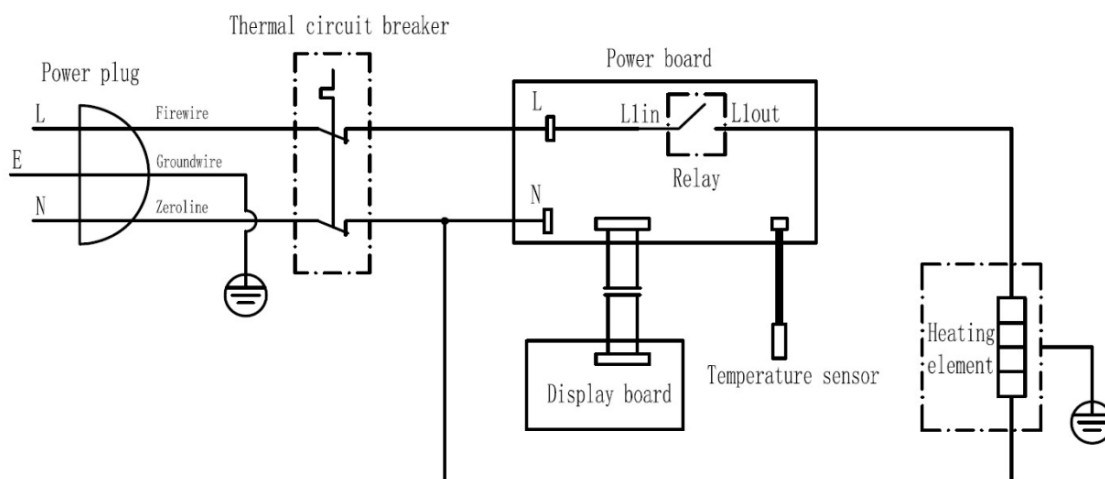 Thermal circuit breaker
Power plug
Power board
L
Firewire
L
L1in
L1out
E
Groundwire
Relay
N
Zeroline
N
Heating
element
Temperature sensor
Display board